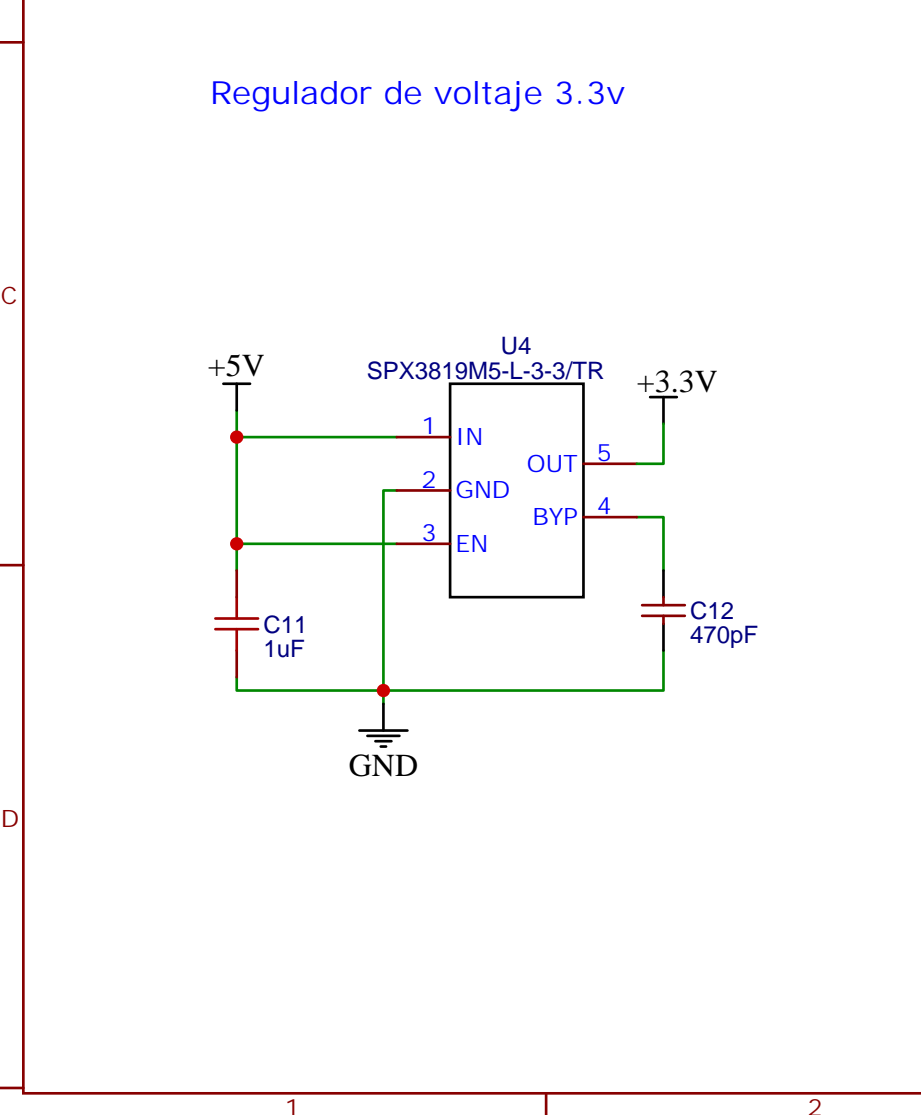 Regulador de voltaje 3.3v
C
U4
SPX3819M5-L-3-3/TR
+5V
+3.3V
1
IN
OUT
5
2
GND
BYP
4
3
EN
C11
1uF
C12
470pF
GND
D
1
2